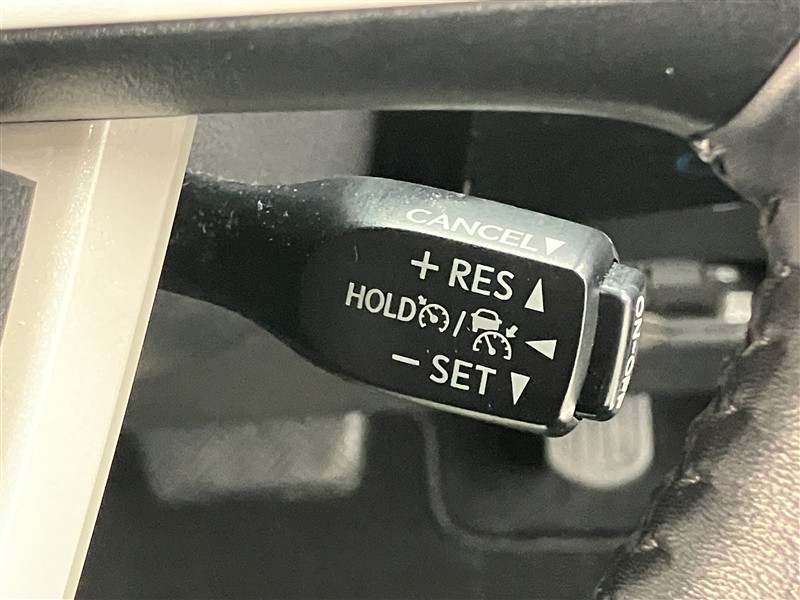 CANCEL▼
+ RES ▲
HOLD / ◀
− SET ▼
ON-OFF